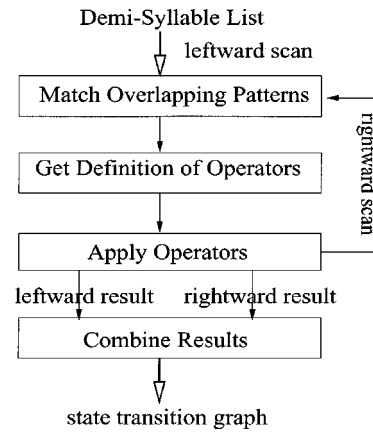 Demi-Syllable List
leftward scan
Match Overlapping Patterns
rightward scan
Get Definition of Operators
Apply Operators
leftward result
rightward result
Combine Results
state transition graph